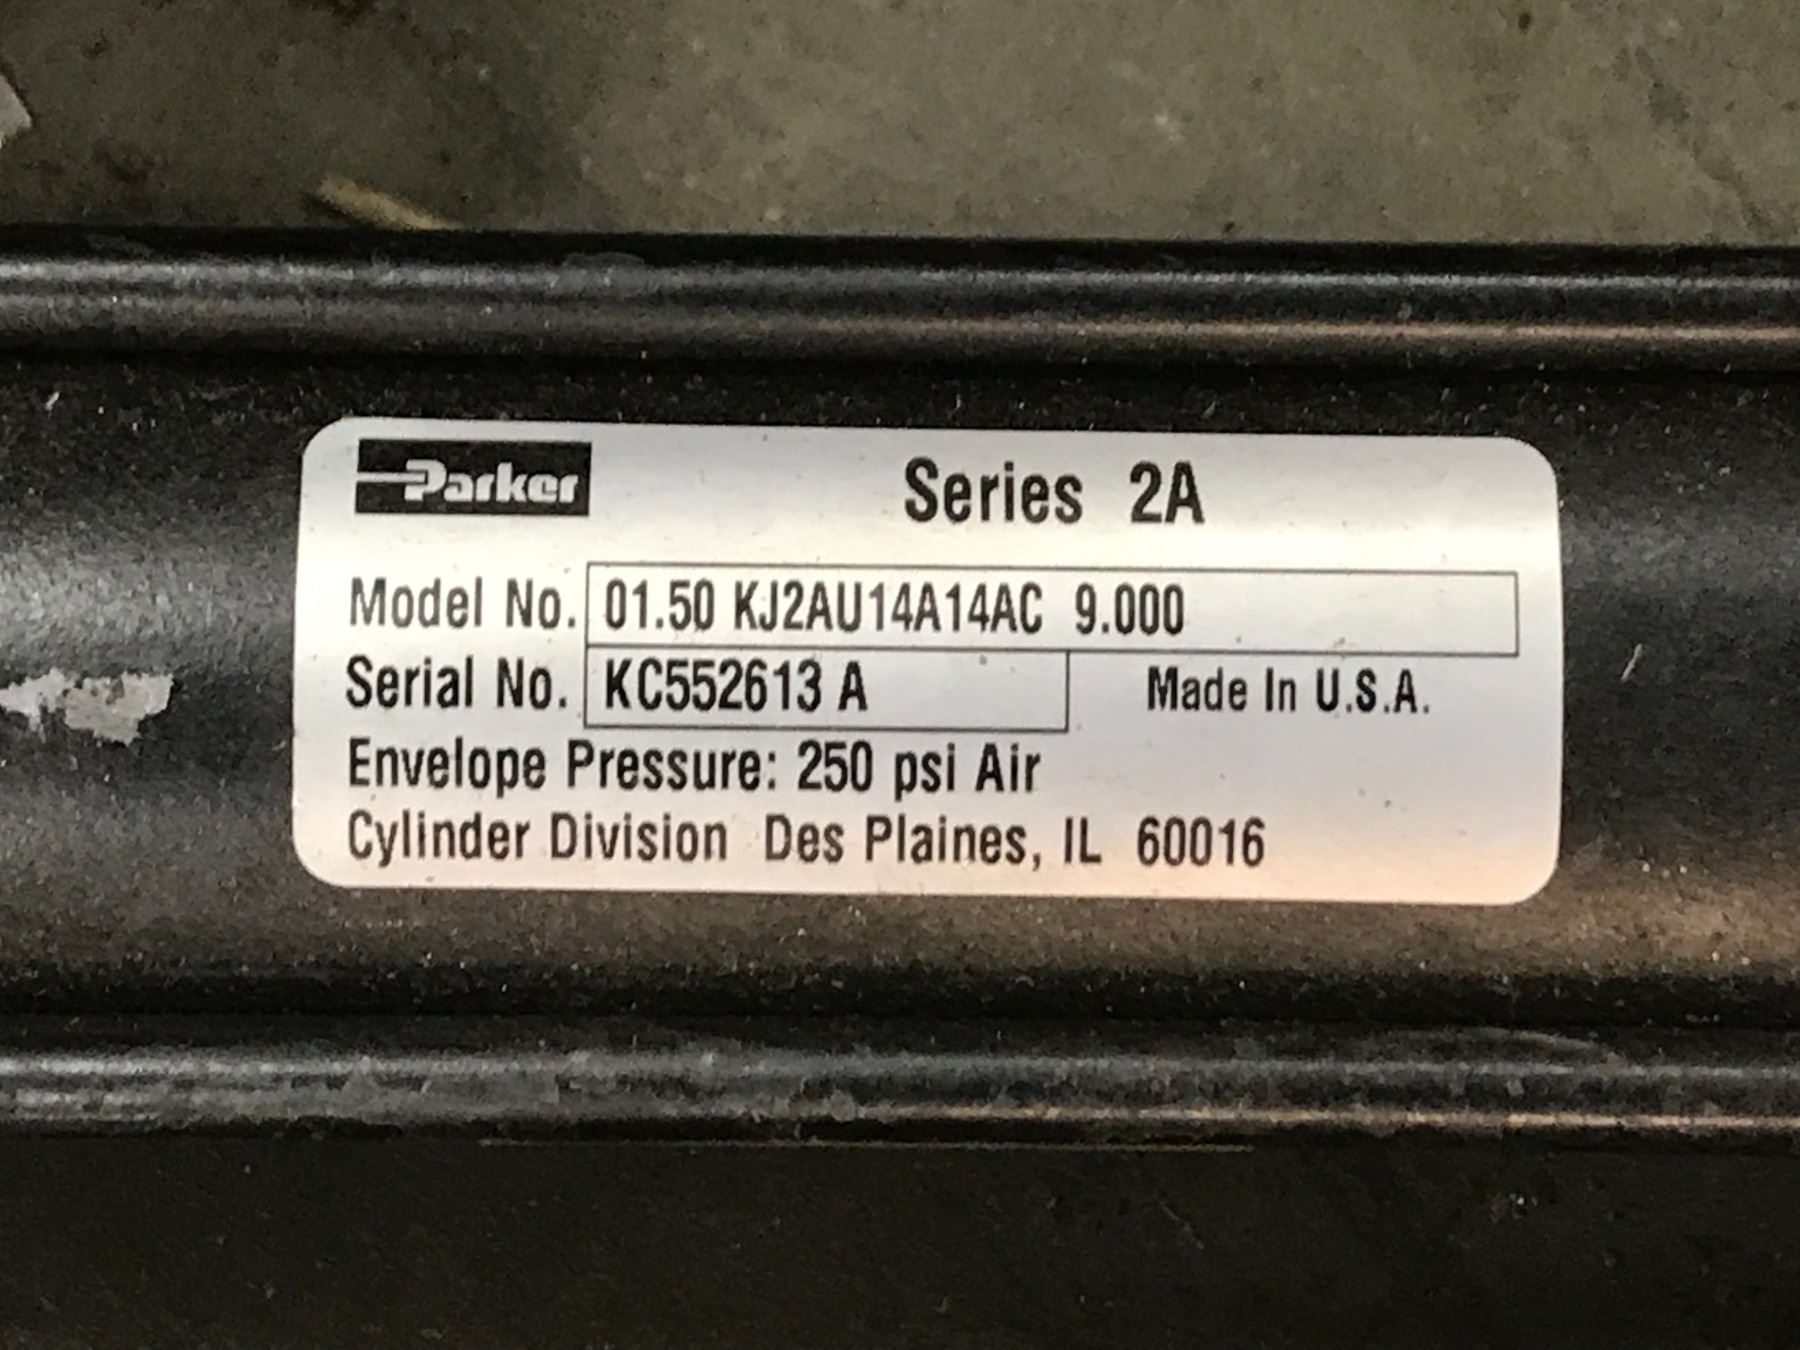 Parker
Series 2A
Model No. 01.50 KJ2AU14A14AC 9.000
Serial No. KC552613 A Made In U.S.A.
Envelope Pressure: 250 psi Air
Cylinder Division Des Plaines, IL 60016